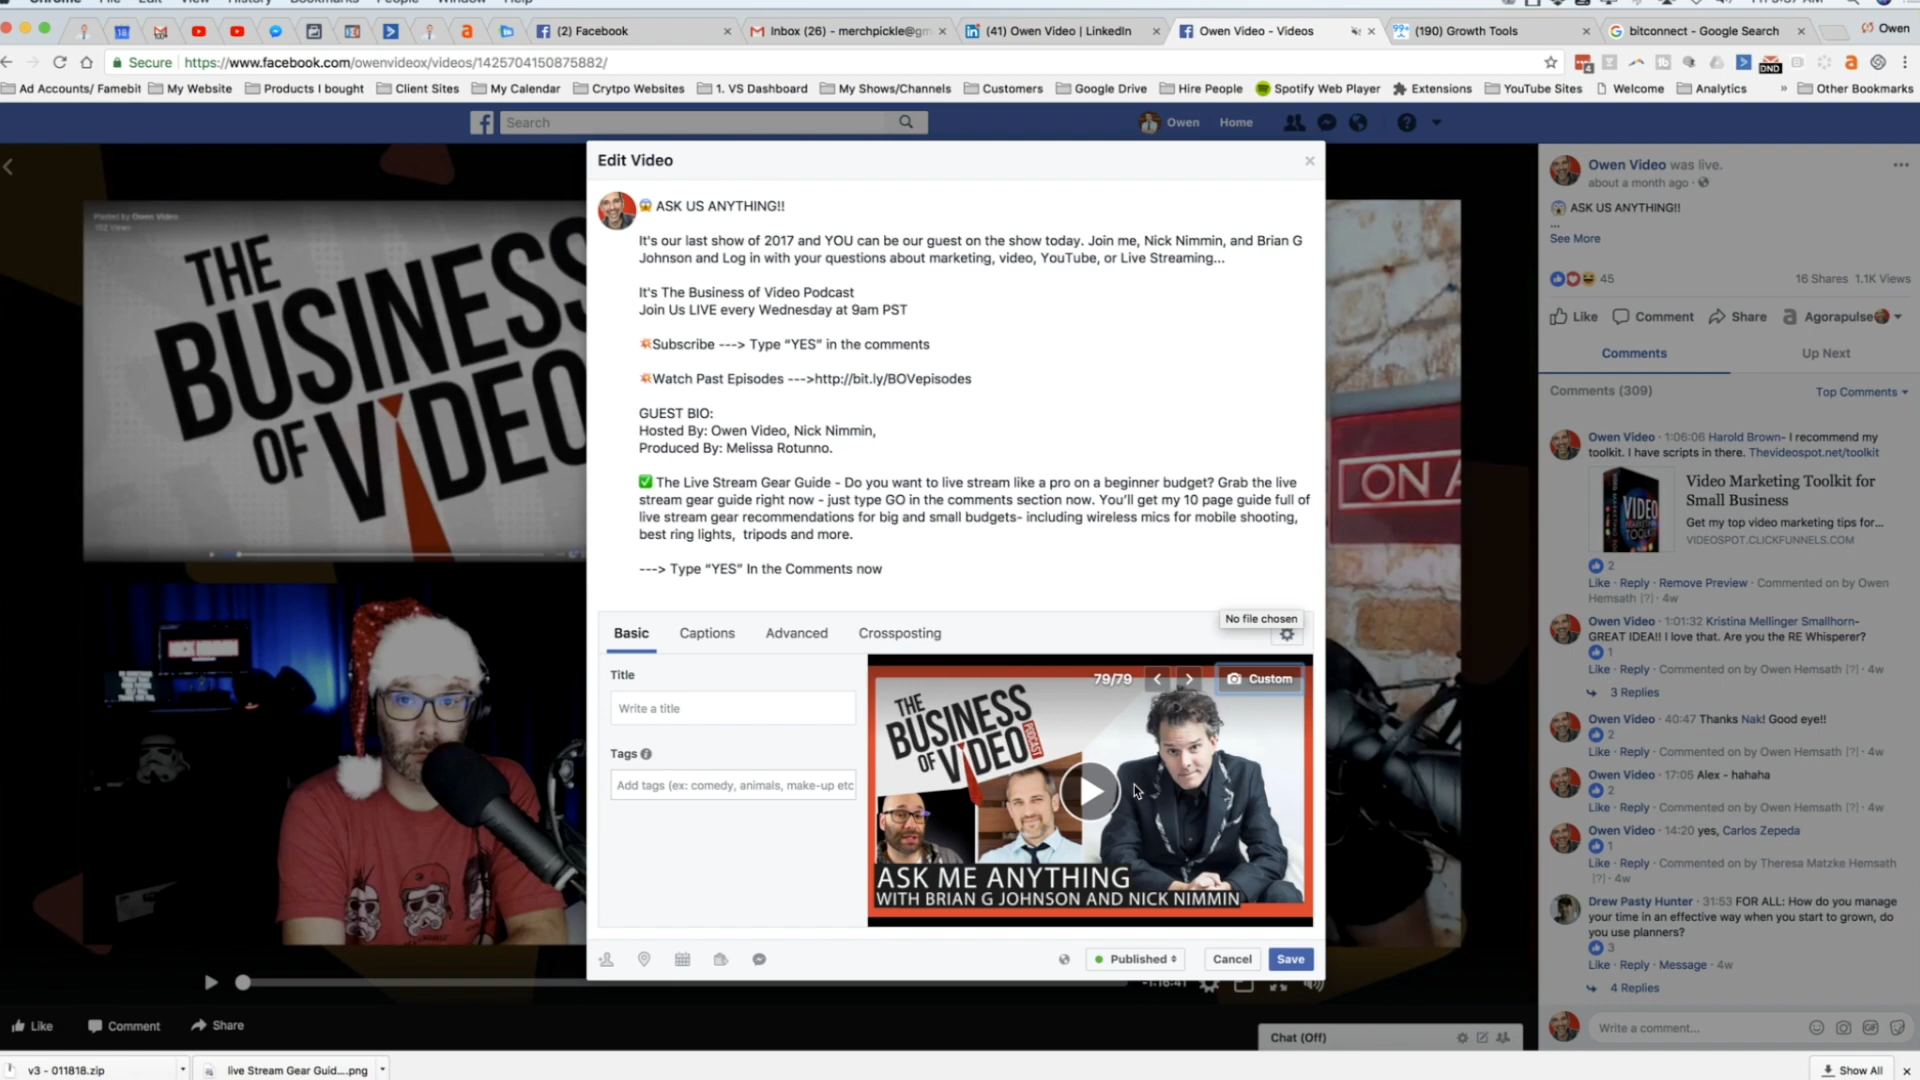 Chrome File Edit View History Bookmarks People Window Help
(2) Facebook
Inbox (26) - merchpickle@gm
(41) Owen Video | LinkedIn
Owen Video - Videos
(190) Growth Tools
bitconnect - Google Search
Owen
Secure
https://www.facebook.com/owenvideox/videos/1425704150875882/
DND
Ad Accounts/ Famebit
My Website
Products I bought
Client Sites
My Calendar
Crytpo Websites
1. VS Dashboard
My Shows/Channels
Customers
Google Drive
Hire People
Spotify Web Player
Extensions
YouTube Sites
Welcome
Analytics
»
Other Bookmarks
Search
Owen
Home
Posted by Owen Video
152 Views
THE
BUSINESS
OF VIDEO
ON A
Edit Video
😱 ASK US ANYTHING!!
It's our last show of 2017 and YOU can be our guest on the show today. Join me, Nick Nimmin, and Brian G
Johnson and Log in with your questions about marketing, video, YouTube, or Live Streaming...
It's The Business of Video Podcast
Join Us LIVE every Wednesday at 9am PST
💥Subscribe ---> Type “YES” in the comments
💥Watch Past Episodes --->http://bit.ly/BOVepisodes
GUEST BIO:
Hosted By: Owen Video, Nick Nimmin,
Produced By: Melissa Rotunno.
✅ The Live Stream Gear Guide - Do you want to live stream like a pro on a beginner budget? Grab the live
stream gear guide right now - just type GO in the comments section now. You’ll get my 10 page guide full of
live stream gear recommendations for big and small budgets- including wireless mics for mobile shooting,
best ring lights, tripods and more.
---> Type “YES” In the Comments now
No file chosen
Basic
Captions
Advanced
Crossposting
Title
Write a title
Tags
Add tags (ex: comedy, animals, make-up etc
79/79
Custom
THE
BUSINESS
OF VIDEO
PODCAST
ASK ME ANYTHING
WITH BRIAN G JOHNSON AND NICK NIMMIN
Published
Cancel
Save
-1:16:41
Like
Comment
Share
Owen Video was live.
about a month ago
😱 ASK US ANYTHING!!
...
See More
45
16 Shares 1.1K Views
Like
Comment
Share
Agorapulse
Comments
Up Next
Comments (309)
Top Comments
Owen Video · 1:06:06 Harold Brown- I recommend my
toolkit. I have scripts in there. Thevideospot.net/toolkit
VIDEO
MARKETING
TOOLKIT
Video Marketing Toolkit for
Small Business
Get my top video marketing tips for...
VIDEOSPOT.CLICKFUNNELS.COM
2
Like · Reply · Remove Preview · Commented on by Owen
Hemsath [?] · 4w
Owen Video · 1:01:32 Kristina Mellinger Smallhorn-
GREAT IDEA!! I love that. Are you the RE Whisperer?
1
Like · Reply · Commented on by Owen Hemsath [?] · 4w
3 Replies
Owen Video · 40:47 Thanks Nak! Good eye!!
2
Like · Reply · Commented on by Owen Hemsath [?] · 4w
Owen Video · 17:05 Alex - hahaha
2
Like · Reply · Commented on by Owen Hemsath [?] · 4w
Owen Video · 14:20 yes, Carlos Zepeda
1
Like · Reply · Commented on by Theresa Matzke Hemsath
[?] · 4w
Drew Pasty Hunter · 31:53 FOR ALL: How do you manage
your time in an effective way when you start to grown, do
you use planners?
3
Like · Reply · Message · 4w
4 Replies
Write a comment...
Chat (Off)
v3 - 011818.zip
live Stream Gear Guid....png
Show All